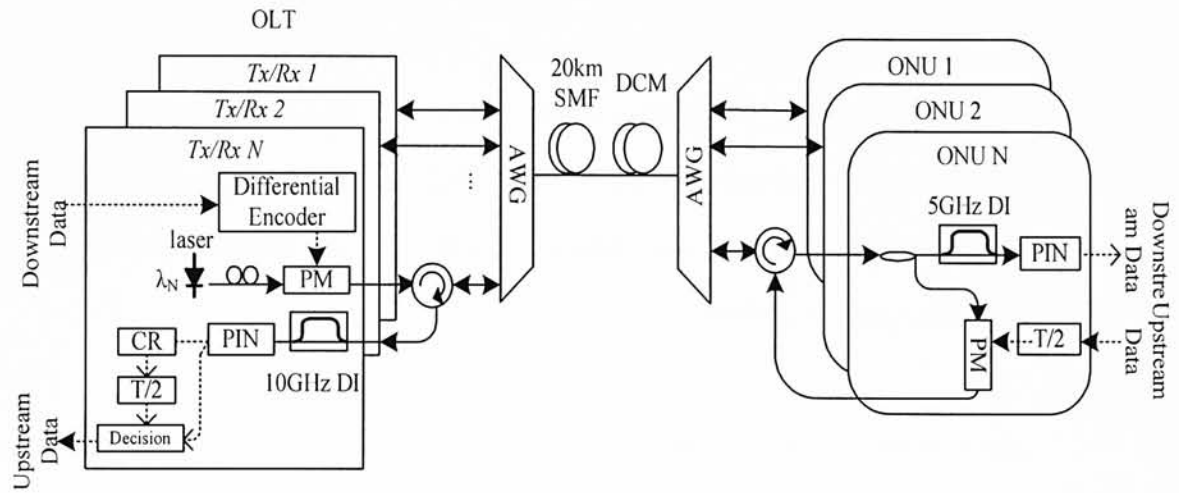 OLT
Tx/Rx 1
Tx/Rx 2
Tx/Rx N
Differential
Encoder
Downstream
Data
laser
λN
PM
CR
PIN
T/2
10GHz DI
Decision
Upstream
Data
...
AWG
20km
SMF
DCM
AWG
ONU 1
ONU 2
ONU N
5GHz DI
PIN
Downstre
am Data
PM
T/2
Upstream
Data